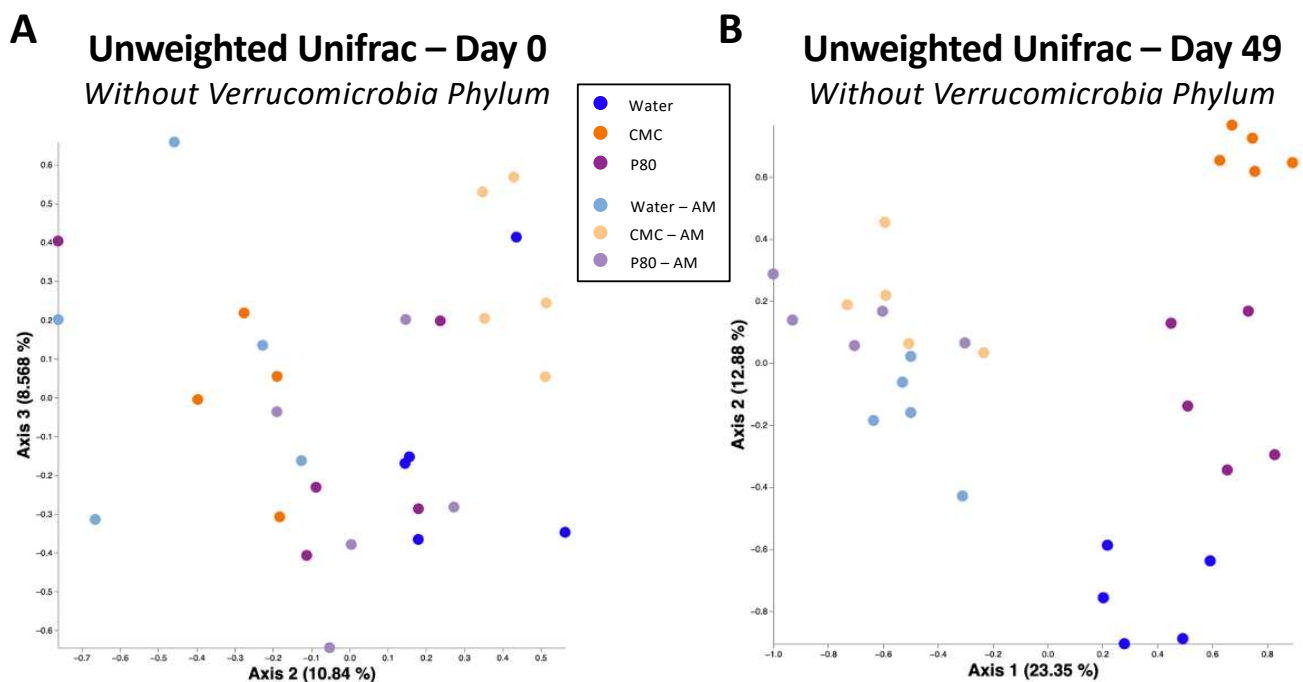 A
Unweighted Unifrac – Day 0
Without Verrucomicrobia Phylum
B
Unweighted Unifrac – Day 49
Without Verrucomicrobia Phylum
Water
CMC
P80
Water – AM
CMC – AM
P80 – AM
Axis 3 (8.568 %)
0.6
0.5
0.4
0.3
0.2
0.1
0.0
−0.1
−0.2
−0.3
−0.4
−0.5
−0.6
−0.7 −0.6 −0.5 −0.4 −0.3 −0.2 −0.1 0.0 0.1 0.2 0.3 0.4 0.5
Axis 2 (10.84 %)
Axis 2 (12.88 %)
0.6
0.4
0.2
0.0
−0.2
−0.4
−0.6
−0.8
−1.0 −0.8 −0.6 −0.4 −0.2 0.0 0.2 0.4 0.6 0.8
Axis 1 (23.35 %)